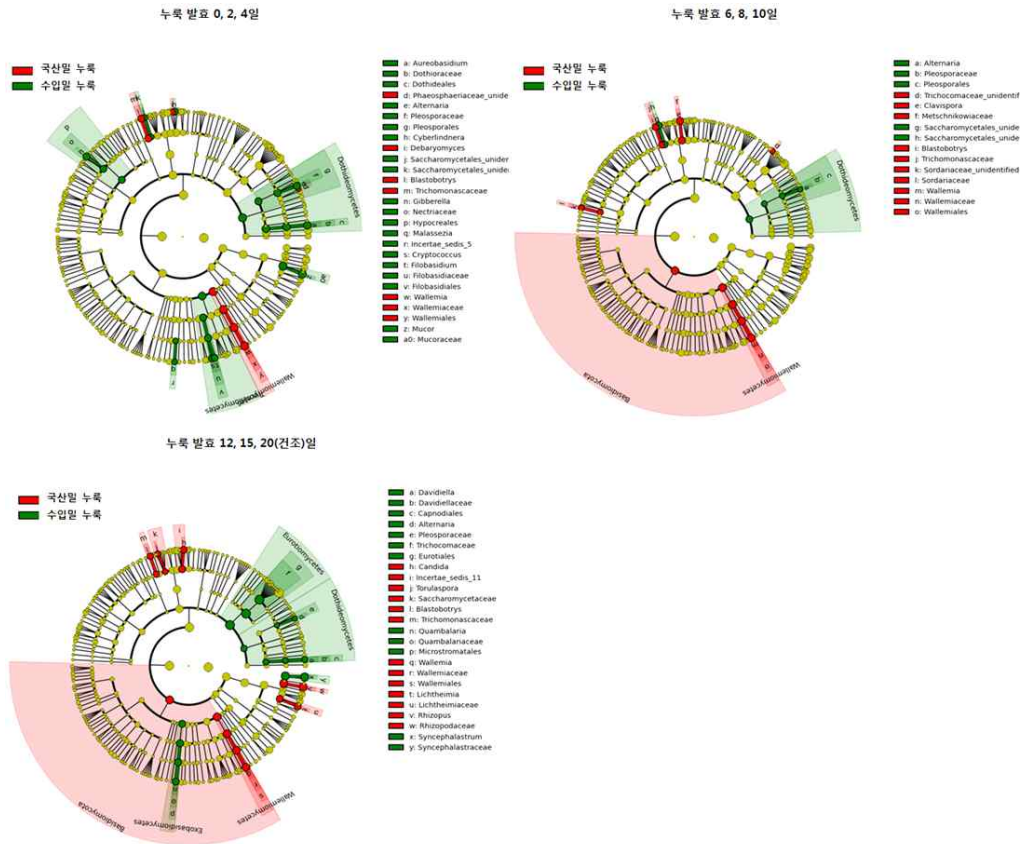 누룩 발효 0, 2, 4일
국산밀 누룩
수입밀 누룩
a: Aureobasidium
b: Dothioraceae
c: Dothideales
d: Phaeosphaeriaceae_unide
e: Alternaria
f: Pleosporaceae
g: Pleosporales
h: Cyberlindnera
i: Debaryomyces
j: Saccharomycetales_unider
k: Saccharomycetales_unide
l: Blastobotrys
m: Trichomonascaceae
n: Gibberella
o: Nectriaceae
p: Hypocreales
q: Malassezia
r: Incertae_sedis_5
s: Cryptococcus
t: Filobasidium
u: Filobasidiaceae
v: Filobasidiales
w: Wallemia
x: Wallemiaceae
y: Wallemiales
z: Mucor
a0: Mucoraceae
Dothideomycetes
Wallemiomycetes
누룩 발효 6, 8, 10일
국산밀 누룩
수입밀 누룩
a: Alternaria
b: Pleosporaceae
c: Pleosporales
d: Trichocomaceae_unidentif
e: Clavispora
f: Metschnikowiaceae
g: Saccharomycetales_unide
h: Saccharomycetales_unide
i: Blastobotrys
j: Trichomonascaceae
k: Sordariaceae_unidentified
l: Sordariaceae
m: Wallemia
n: Wallemiaceae
o: Wallemiales
Dothideomycetes
Wallemiomycetes
Basidiomycota
누룩 발효 12, 15, 20(건조)일
국산밀 누룩
수입밀 누룩
a: Davidiella
b: Davidiellaceae
c: Capnodiales
d: Alternaria
e: Pleosporaceae
f: Trichocomaceae
g: Eurotiales
h: Candida
i: Incertae_sedis_11
j: Torulaspora
k: Saccharomycetaceae
l: Blastobotrys
m: Trichomonascaceae
n: Quambalaria
o: Quambalariaceae
p: Microstromatales
q: Wallemia
r: Wallemiaceae
s: Wallemiales
t: Lichtheimia
u: Lichtheimiaceae
v: Rhizopus
w: Rhizopodaceae
x: Syncephalastrum
y: Syncephalastraceae
Eurotiomycetes
Dothideomycetes
Wallemiomycetes
Exobasidiomycetes
Basidiomycota